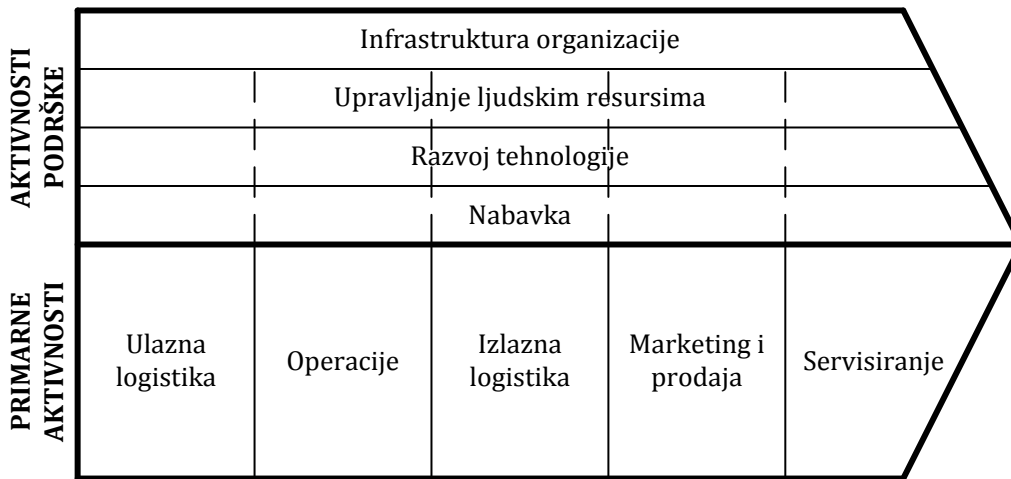 AKTIVNOSTI
PODRŠKE
Infrastruktura organizacije
Upravljanje ljudskim resursima
Razvoj tehnologije
Nabavka
PRIMARNE
AKTIVNOSTI
Ulazna
logistika
Operacije
Izlazna
logistika
Marketing i
prodaja
Servisiranje